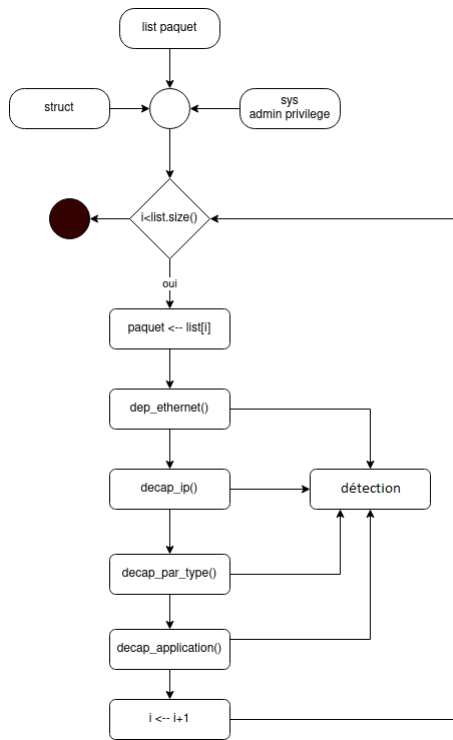 list paquet
struct
sys
admin privilege
i<list.size()
oui
paquet <-- list[i]
dep_ethernet()
decap_ip()
détection
decap_par_type()
decap_application()
i <-- i+1